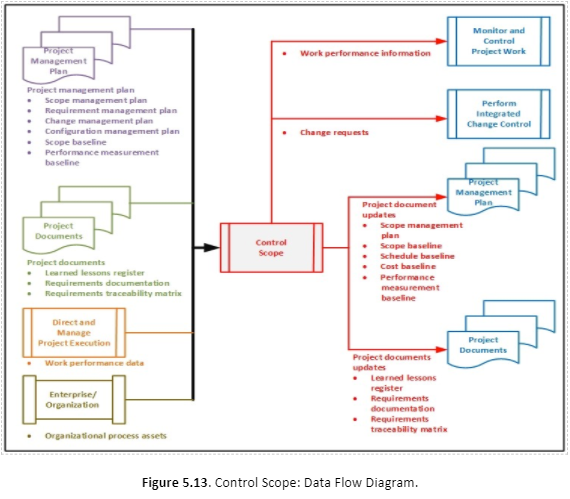 Project
Management
Plan
Project management plan
• Scope management plan
• Requirement management plan
• Change management plan
• Configuration management plan
• Scope baseline
• Performance measurement
baseline
Project
Documents
Project documents
• Learned lessons register
• Requirements documentation
• Requirements traceability matrix
Direct and
Manage
Project Execution
• Work performance data
Enterprise/
Organization
• Organizational process assets
Control
Scope
• Work performance information
Monitor and
Control
Project Work
• Change requests
Perform
Integrated
Change Control
Project
Management
Plan
Project document
updates
• Scope management
plan
• Scope baseline
• Schedule baseline
• Cost baseline
• Performance
measurement
baseline
Project
Documents
Project documents
updates
• Learned lessons
register
• Requirements
documentation
• Requirements
traceability matrix
Figure 5.13. Control Scope: Data Flow Diagram.